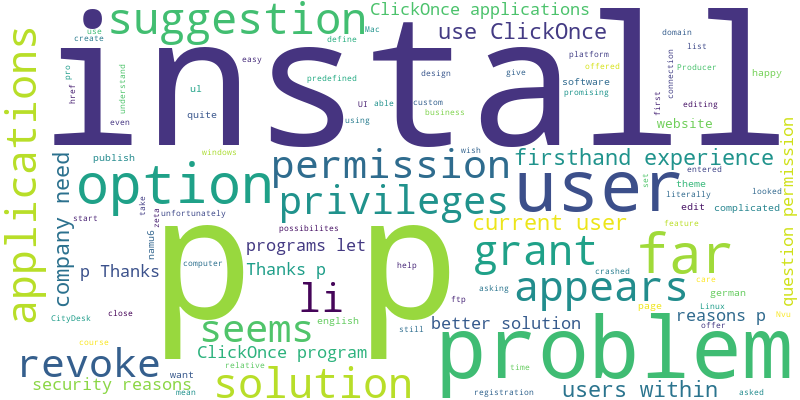 suggestion
ClickOnce applications
use ClickOnce
install
applications
use
create
Mac
define
easy
platform
domain
list
predefined
design
give
offered
Producer
happy
pro
href
understand
ul
UI
able
custom
software
promising
first
connection
editing
quite
even
using
business
website
windows
wish
publish
permission
firsthand experience
entered
company need
option
privileges
user
set
theme
looked
literally
edit
complicated
question permission
start
take
zeta
unfortunately
possibilites
current user
feature
namug
p Thanks
p p
programs let
grant
far
computer
Thanks p
help
asking
crashed
care
appears
german
close
li
ftp
page
Linux
CityDesk
seems
english
still
better solution
reasons p
offer
Nvu
revoke
course
ClickOnce program
problem
relative
time
want
security reasons
mean
solution
registration
users within
asked